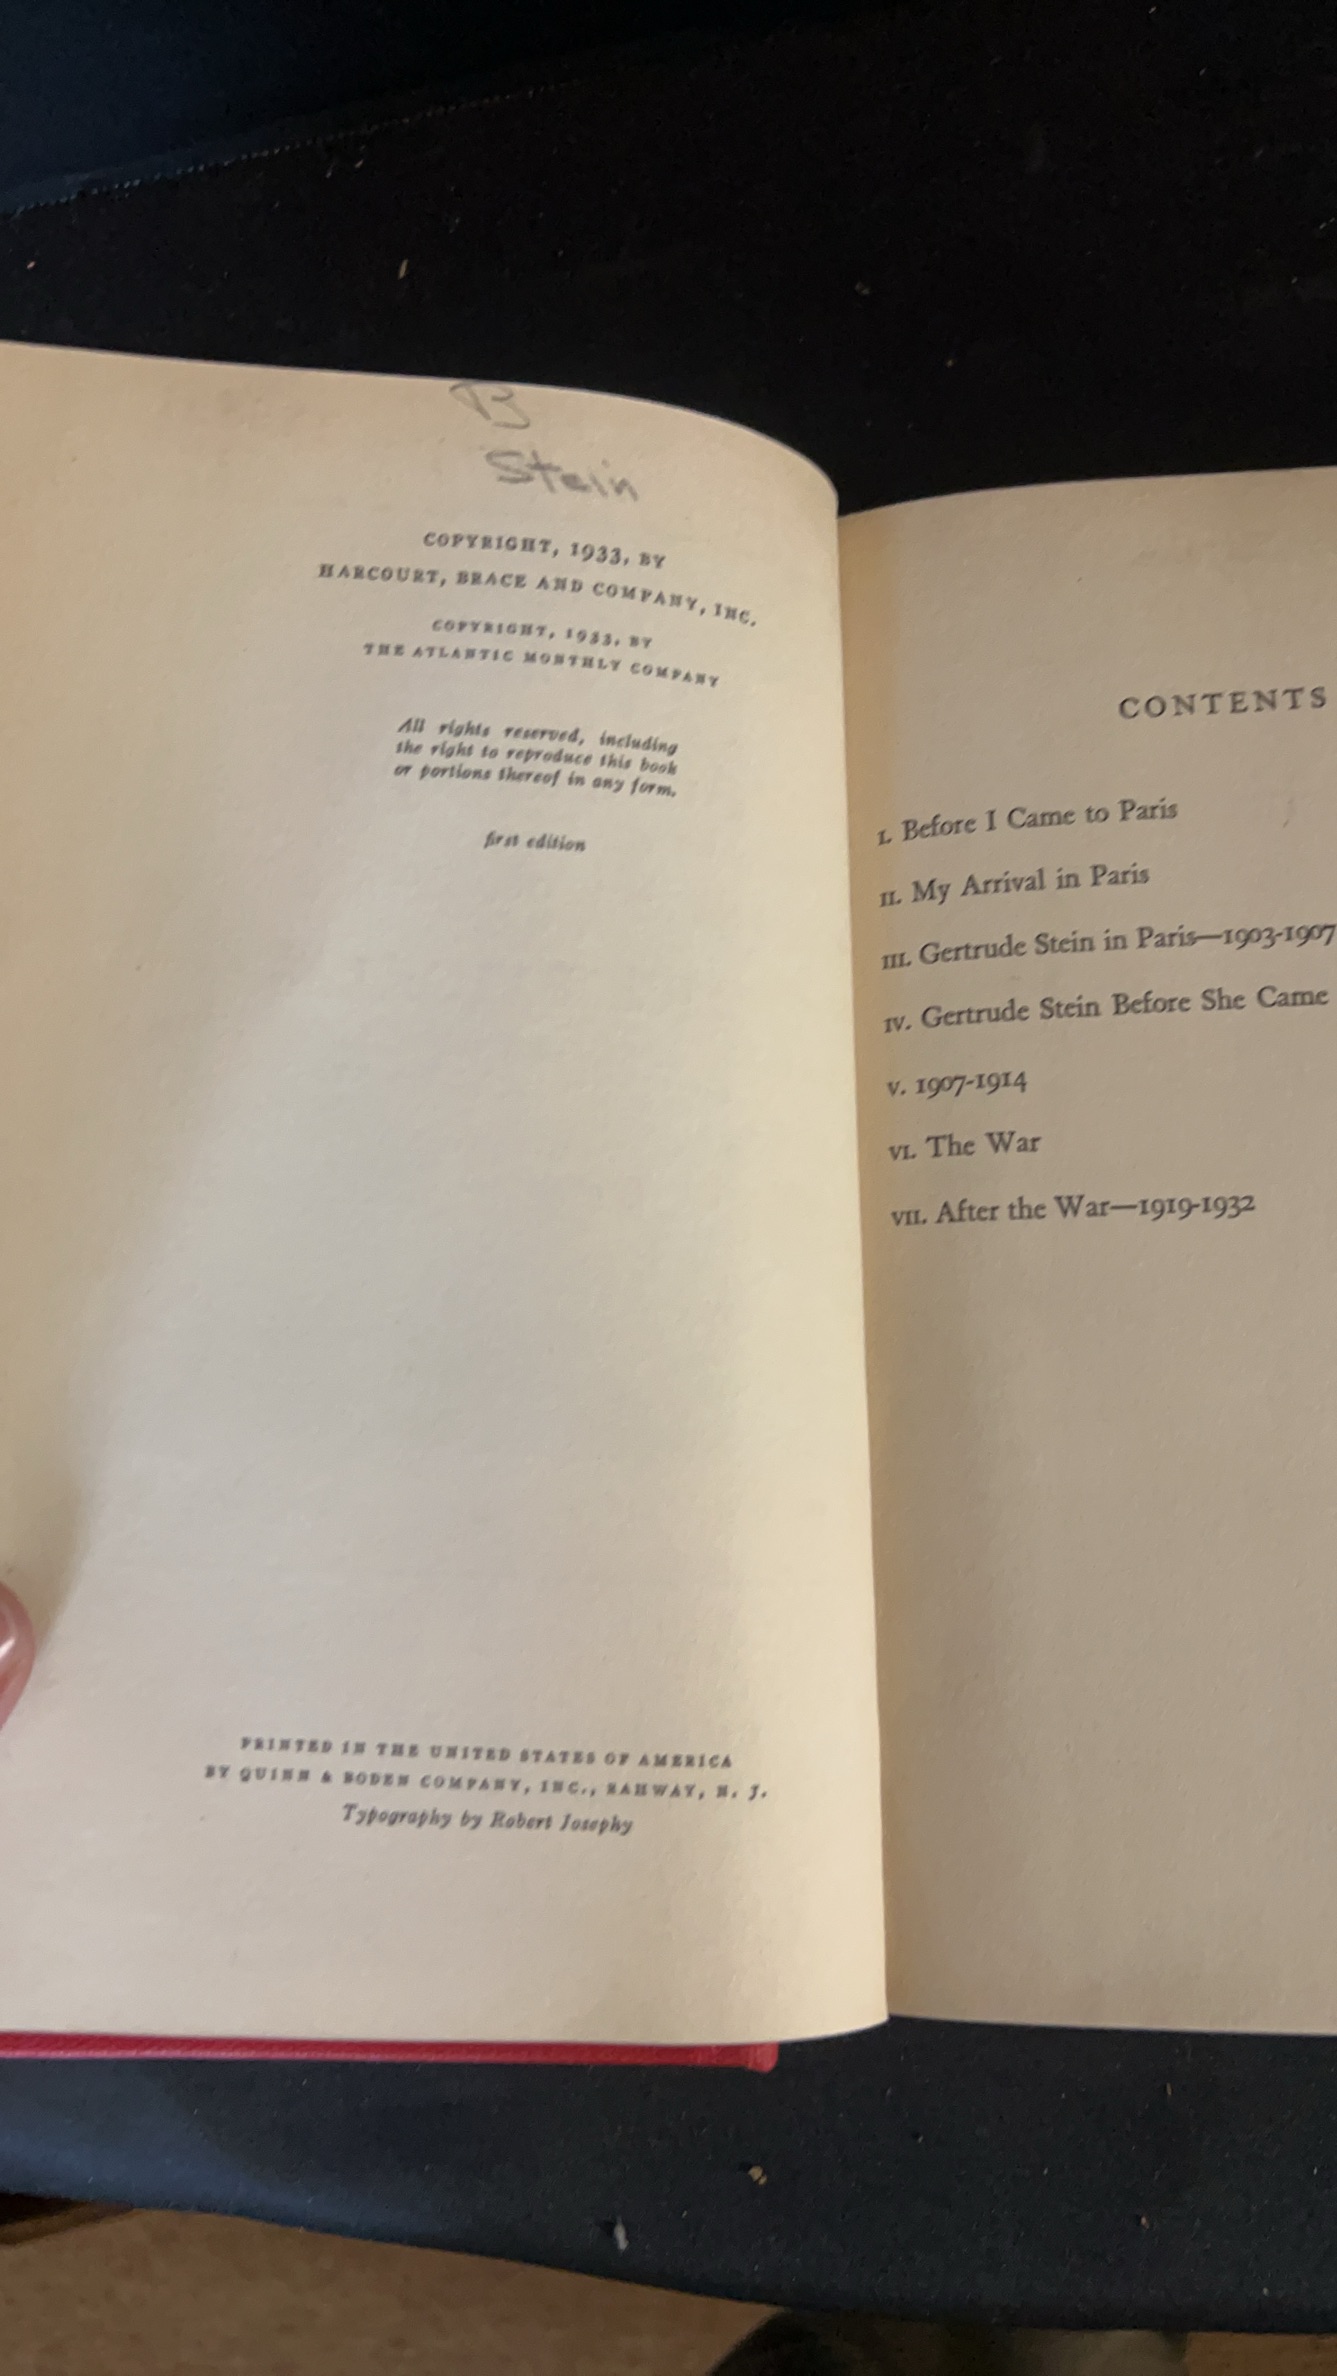 B
Stein
COPYRIGHT, 1933, BY
HARCOURT, BRACE AND COMPANY, INC.
COPYRIGHT, 1933, BY
THE ATLANTIC MONTHLY COMPANY
All rights reserved, including
the right to reproduce this book
or portions thereof in any form.
first edition
PRINTED IN THE UNITED STATES OF AMERICA
BY QUINN & BODEN COMPANY, INC., RAHWAY, N. J.
Typography by Robert Josephy
CONTENTS
I. Before I Came to Paris
II. My Arrival in Paris
III. Gertrude Stein in Paris—1903-1907
IV. Gertrude Stein Before She Came
V. 1907-1914
VI. The War
VII. After the War—1919-1932